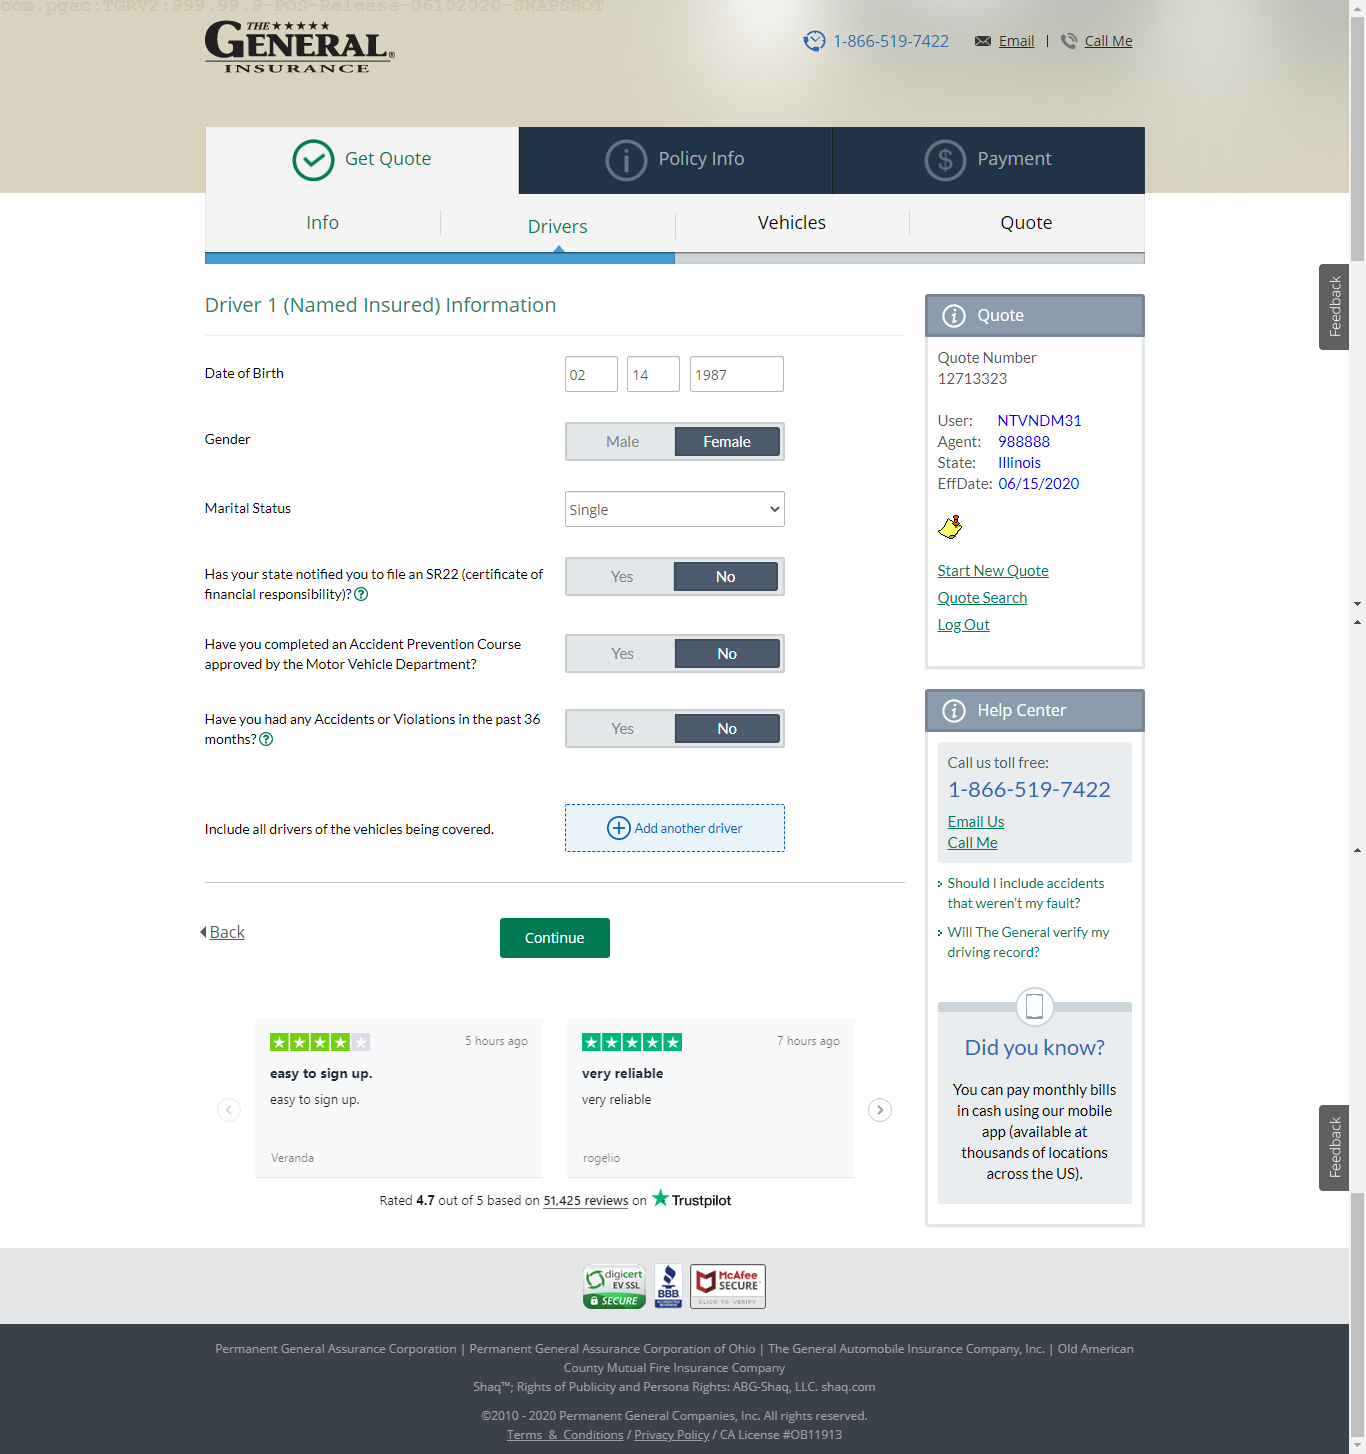 com.pgac:TGRV2:999.99.9-POS-Release-06102020-SNAPSHOT
THE
GENERAL®
INSURANCE
1-866-519-7422
Email | Call Me
Get Quote
Policy Info
Payment
Info
Drivers
Vehicles
Quote
Driver 1 (Named Insured) Information
Date of Birth
02 14 1987
Gender
Male Female
Marital Status
Single
Has your state notified you to file an SR22 (certificate of
financial responsibility)?
Yes No
Have you completed an Accident Prevention Course
approved by the Motor Vehicle Department?
Yes No
Have you had any Accidents or Violations in the past 36
months?
Yes No
Include all drivers of the vehicles being covered.
Add another driver
Back
Continue
5 hours ago
easy to sign up.
easy to sign up.
Veranda
7 hours ago
very reliable
very reliable
rogelio
Rated 4.7 out of 5 based on 51,425 reviews on Trustpilot
Quote
Quote Number
12713323
User: NTVNDM31
Agent: 988888
State: Illinois
EffDate: 06/15/2020
Start New Quote
Quote Search
Log Out
Help Center
Call us toll free:
1-866-519-7422
Email Us
Call Me
Should I include accidents
that weren't my fault?
Will The General verify my
driving record?
Did you know?
You can pay monthly bills
in cash using our mobile
app (available at
thousands of locations
across the US).
Feedback
Feedback
digicert
EV SSL
SECURE
BBB.
ACCREDITED
BUSINESS
McAfee
SECURE
CLICK TO VERIFY
Permanent General Assurance Corporation | Permanent General Assurance Corporation of Ohio | The General Automobile Insurance Company, Inc. | Old American
County Mutual Fire Insurance Company
Shaq™; Rights of Publicity and Persona Rights: ABG-Shaq, LLC. shaq.com
©2010 - 2020 Permanent General Companies, Inc. All rights reserved.
Terms & Conditions / Privacy Policy / CA License #OB11913